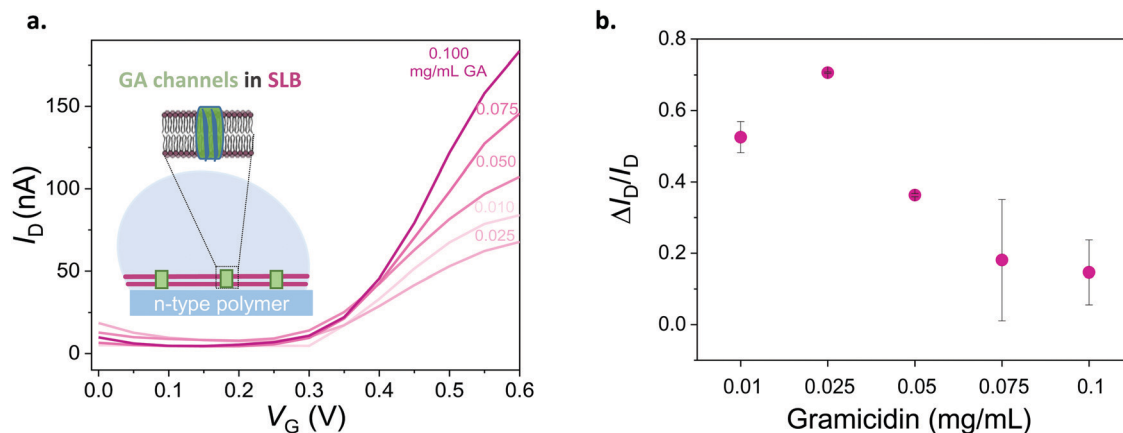 a.
GA channels in SLB
n-type polymer
0.100
mg/mL GA
0.075
0.050
0.010
0.025
150
100
50
0
I_D (nA)
0.0 0.1 0.2 0.3 0.4 0.5 0.6
V_G (V)
b.
0.8
0.6
0.4
0.2
0.0
ΔI_D/I_D
0.01 0.025 0.05 0.075 0.1
Gramicidin (mg/mL)